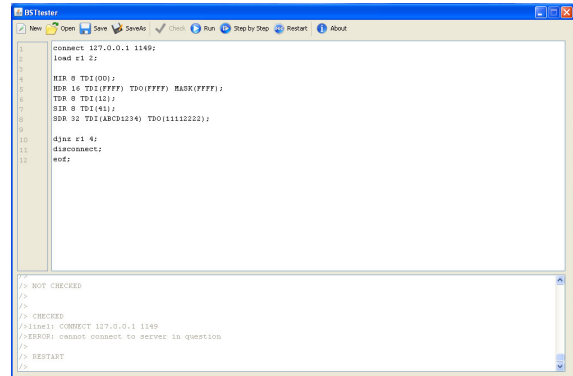 BSTtester
New Open Save SaveAs Check Run Step by Step Restart About
1 connect 127.0.0.1 1149;
2 load r1 2;
3
4 HIR 8 TDI(00);
5 HDR 16 TDI(FFFF) TDO(FFFF) MASK(FFFF);
6 TDR 8 TDI(12);
7 SIR 8 TDI(41);
8 SDR 32 TDI(ABCD1234) TDO(11112222);
9
10 djnz r1 4;
11 disconnect;
12 eof;
/>
/> NOT CHECKED
/>
/>
/> CHECKED
/>line1: CONNECT 127.0.0.1 1149
/>ERROR: cannot connect to server in question
/>
/> RESTART
/>